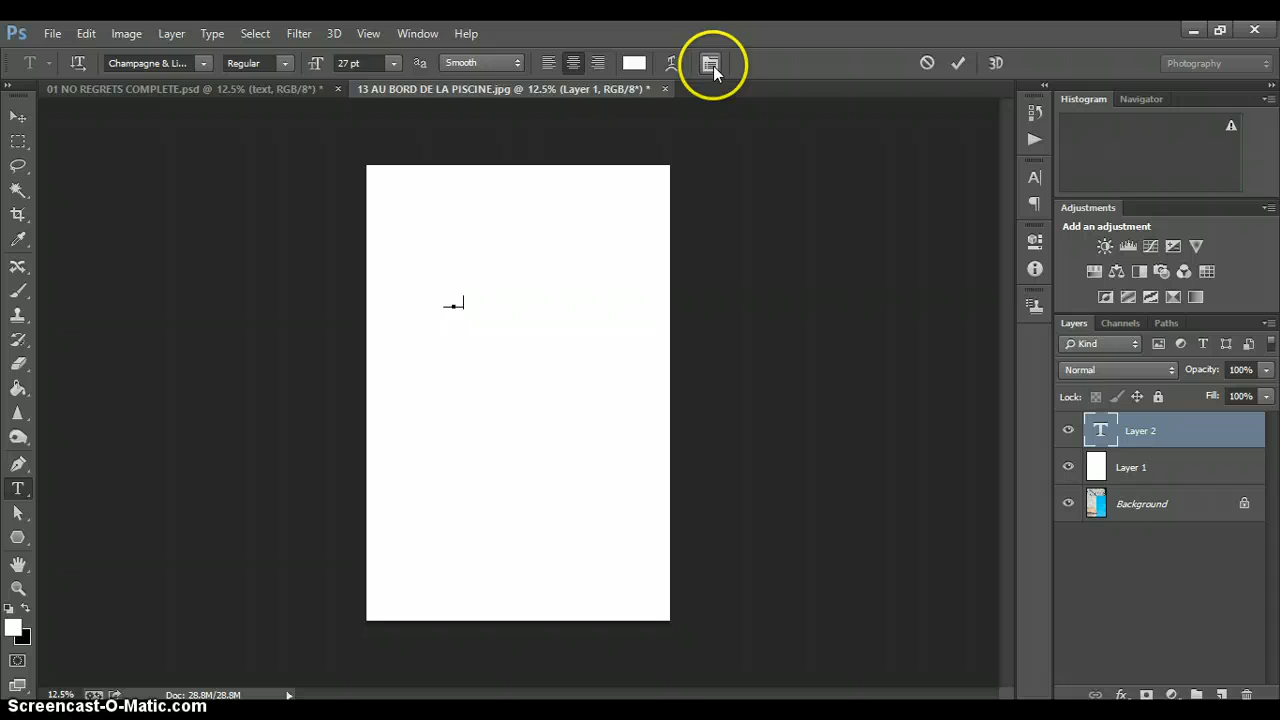 Ps File Edit Image Layer Type Select Filter 3D View Window Help
T Champagne & Li... Regular 27 pt aa Smooth 3D Photography
01 NO REGRETS COMPLETE.psd @ 12.5% (text, RGB/8*) * × 13 AU BORD DE LA PISCINE.jpg @ 12.5% (Layer 1, RGB/8*) * ×
Histogram Navigator
Adjustments
Add an adjustment
Layers Channels Paths
Kind
Normal Opacity: 100%
Lock: Fill: 100%
T Layer 2
Layer 1
Background
12.5% Doc: 28.8M/28.8M
Screencast-O-Matic.com